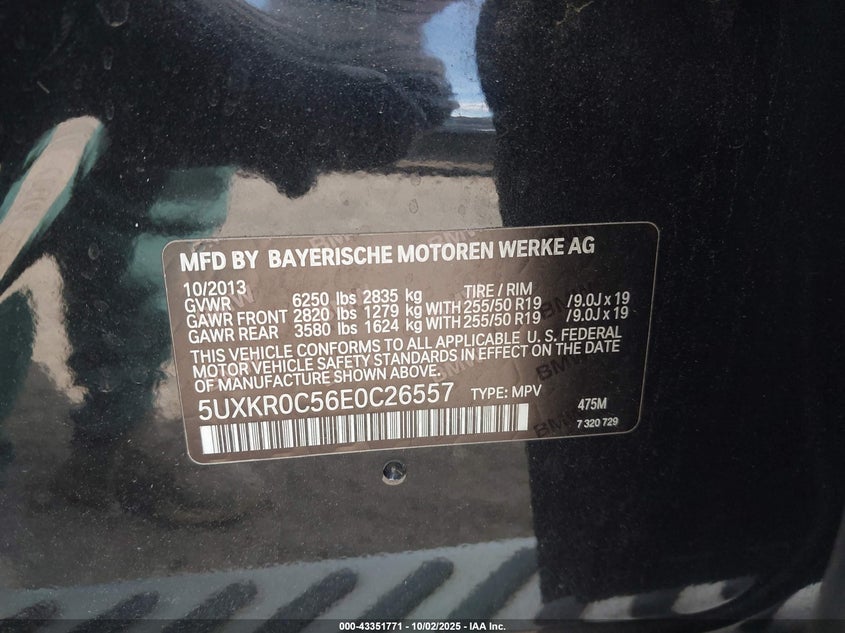 MFD BY BAYERISCHE MOTOREN WERKE AG
10/2013 TIRE / RIM
GVWR 6250 lbs 2835 kg
GAWR FRONT 2820 lbs 1279 kg WITH 255/50 R19 /9.0J x 19
GAWR REAR 3580 lbs 1624 kg WITH 255/50 R19 /9.0J x 19
THIS VEHICLE CONFORMS TO ALL APPLICABLE U. S. FEDERAL
MOTOR VEHICLE SAFETY STANDARDS IN EFFECT ON THE DATE
OF MANUFACTURE SHOWN ABOVE.
5UXKR0C56E0C26557 TYPE: MPV 475M
7 320 729
000-43351771 - 10/02/2025 - IAA Inc.